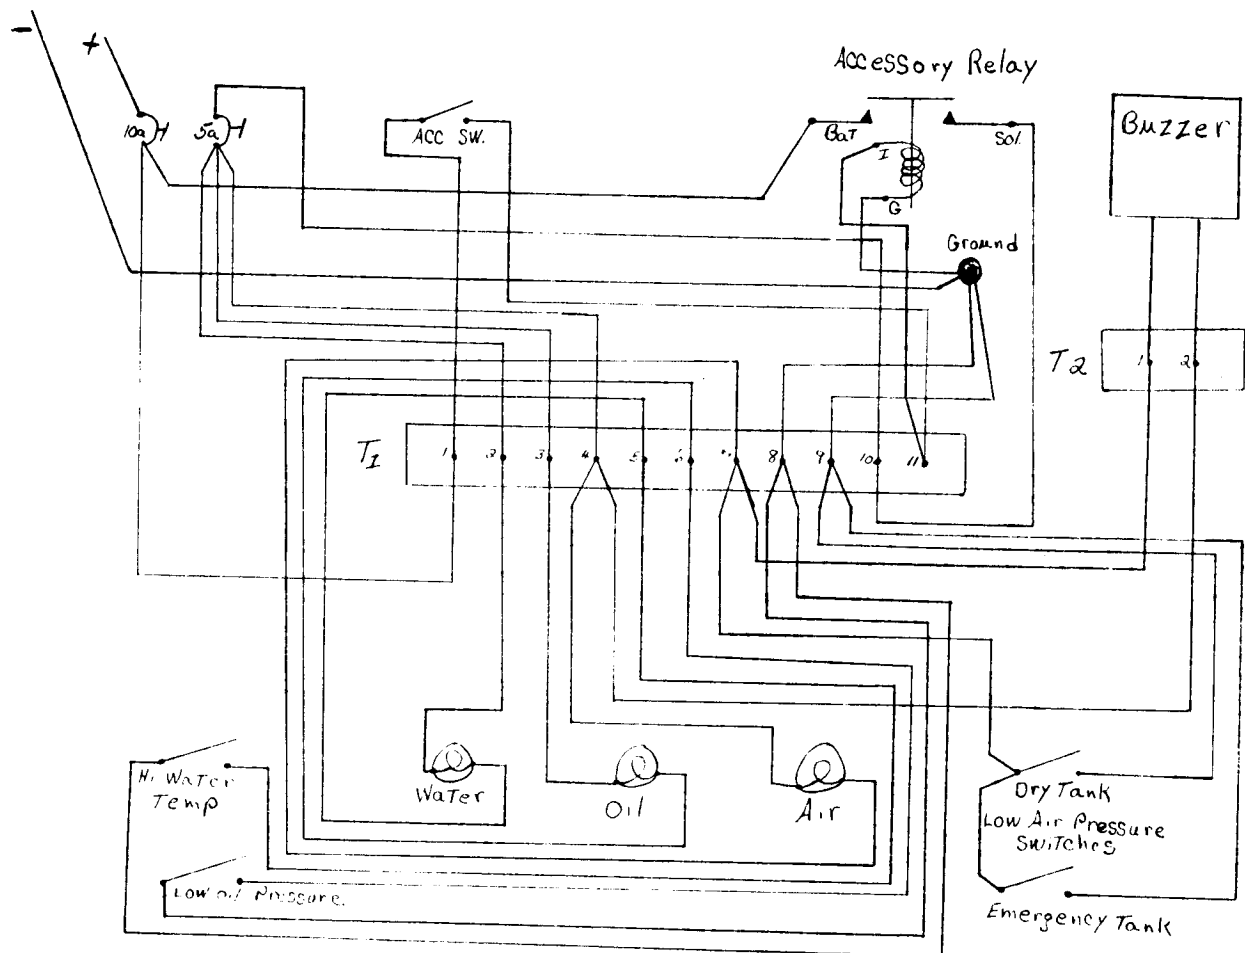 Accessory Relay
10a
5a
ACC SW.
BaT
Sol.
I
G
Buzzer
Ground
T2
1
2
T1
1
2
3
4
5
6
7
8
9
10
11
Hi WaTer
Temp
WaTer
Oil
Air
Dry Tank
Low Air Pressure
Switches
Low oil Pressure.
Emergency Tank
- 
+